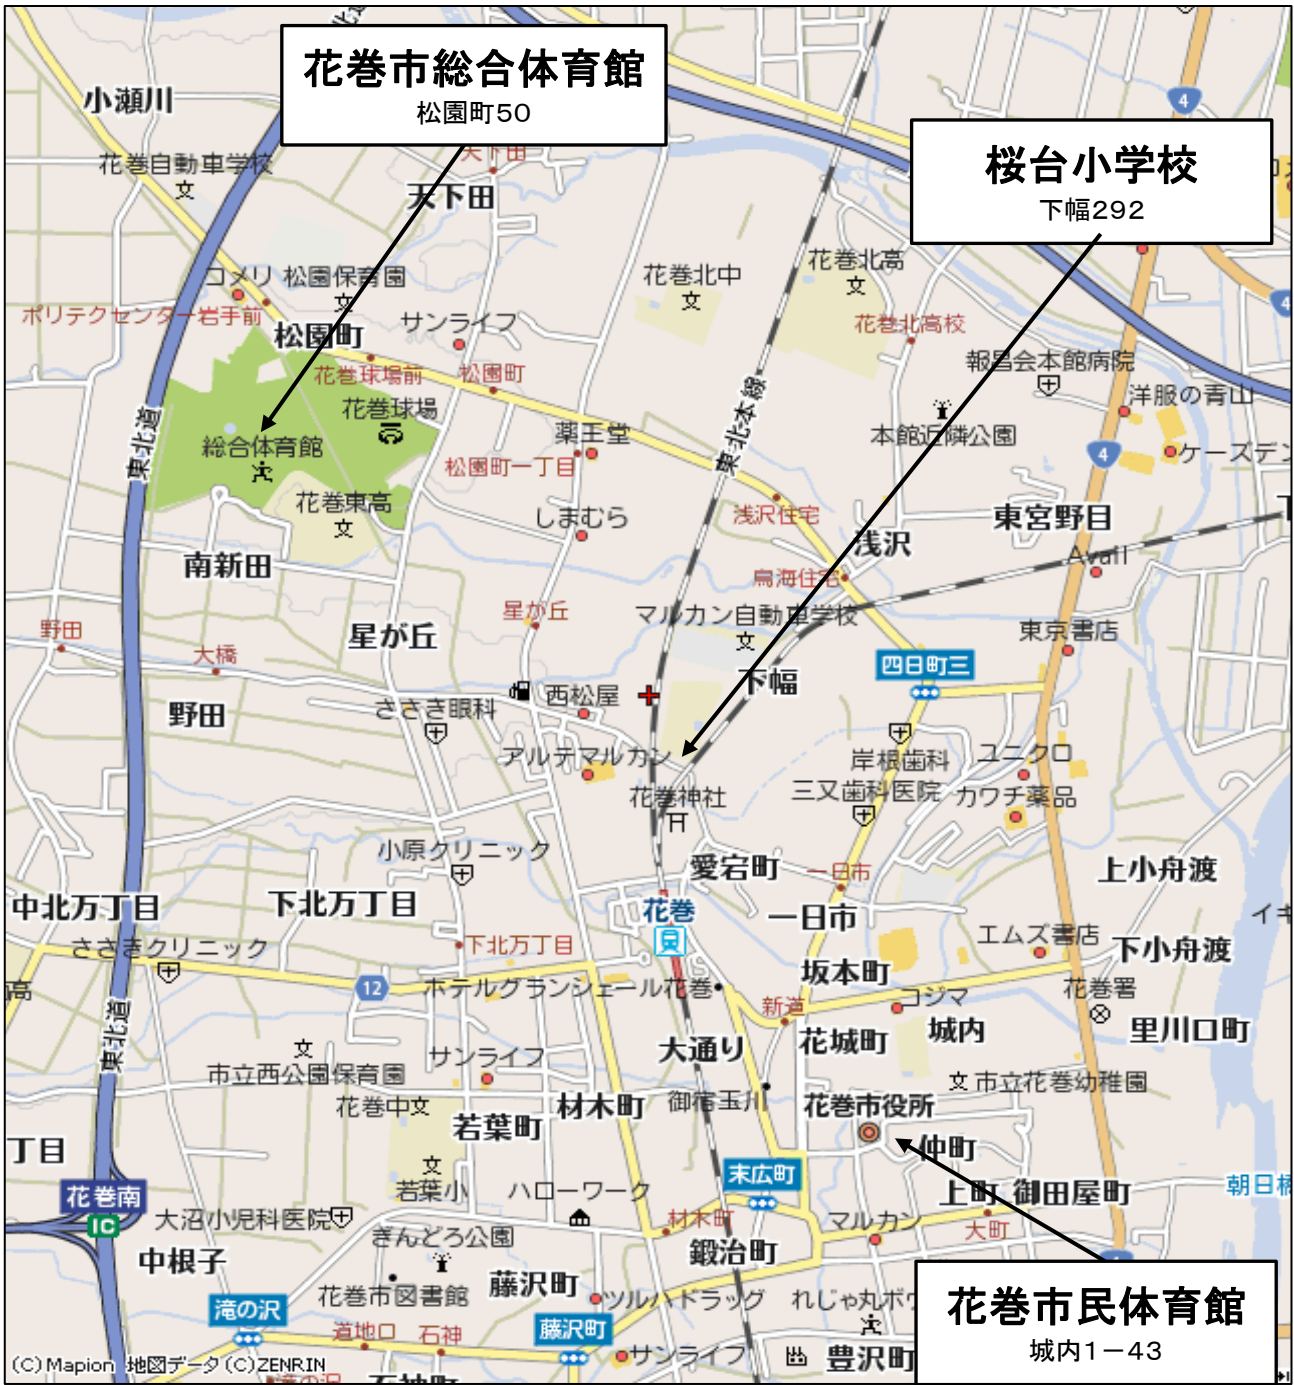 花巻市総合体育館
松園町50
桜台小学校
下幅292
小瀬川
花巻自動車学校
天下田
天下田
4
コメリ
松園保育園
花巻北中
花巻北高
ポリテクセンター岩手前
松園町
サンライフ
花巻北高校
4
花巻球場前
松園町
報昌会本館病院
花巻球場
東北本線
洋服の青山
東北道
総合体育館
薬王堂
本館近隣公園
4
ケーズデン
松園町一丁目
花巻東高
しまむら
浅沢住宅
浅沢
東宮野目
南新田
鳥海住宅
Avail
野田
星が丘
星が丘
マルカン自動車学校
東京書店
大橋
四日町三
下幅
野田
ささき眼科
西松屋
アルテマルカン
岸根歯科
ユニクロ
花巻神社
三又歯科医院
カワチ薬品
小原クリニック
愛宕町
一日市
上小舟渡
中北万丁目
下北万丁目
花巻
一日市
イキ
ささきクリニック
下北万丁目
エムズ書店
下小舟渡
坂本町
高
12
ホテルグランシェール花巻
新道
コジマ
花巻署
東北道
大通り
花城町
城内
里川口町
市立西公園保育園
サンライフ
市立花巻幼稚園
花巻中
材木町
御宿玉川
花巻市役所
丁目
若葉町
仲町
末広町
花巻南
IC
若葉小
ハローワーク
上町
御田屋町
朝日橋
大沼小児科医院
材木町
マルカン
大町
ぎんどろ公園
中根子
鍛治町
4
花巻市図書館
藤沢町
ツルハドラッグ
れじゃ丸ボウ
花巻市民体育館
城内1－43
滝の沢
道地口
石神
藤沢町
サンライフ
豊沢町
(C)Mapion 地図データ(C)ZENRIN
滝の沢
石神町